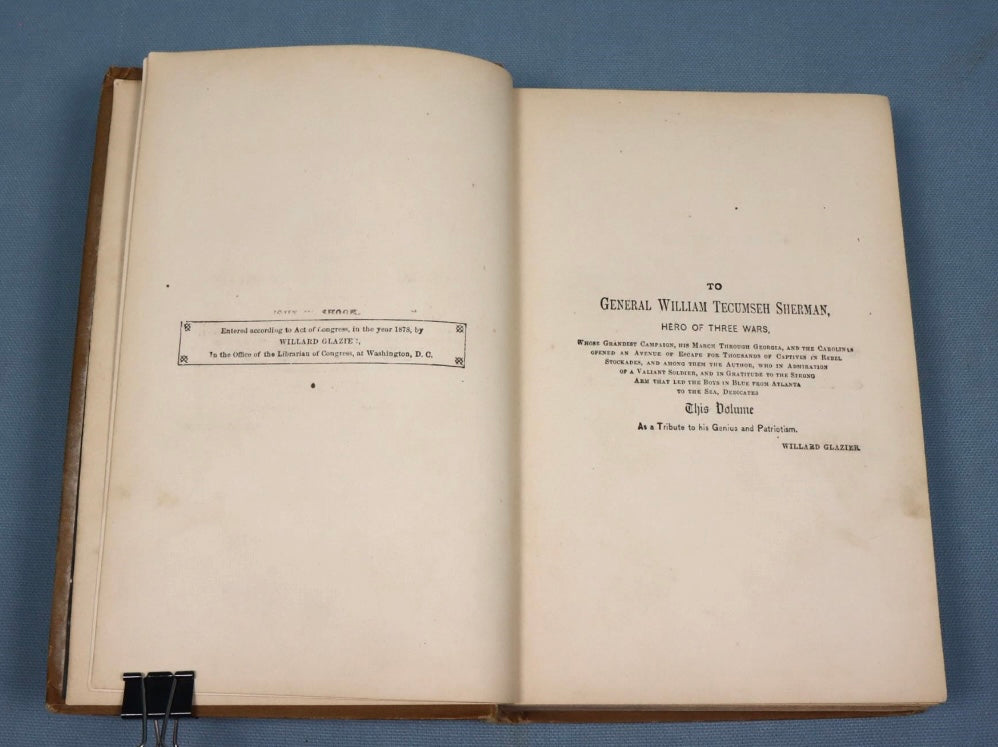 Entered according to Act of Congress, in the year 1878, by
WILLARD GLAZIE
In the Office of the Librarian of Congress, at Washington, D. C.
TO
GENERAL WILLIAM TECUMSEH SHERMAN,
HERO OF THREE WARS,
WHOSE GRANDEST CAMPAIGN, HIS MARCH THROUGH GEORGIA, AND THE CAROLINAS
OPENED AN AVENUE OF ESCAPE FOR THOUSANDS OF CAPTIVES IN REBEL
STOCKADES, AND AMONG THEM THE AUTHOR, WHO IN ADMIRATION
OF A VALIANT SOLDIER, AND IN GRATITUDE TO THE STRONG
ARM THAT LED THE BOYS IN BLUE FROM ATLANTA
TO THE SEA, DEDICATES
This Volume
As a Tribute to his Genius and Patriotism.
WILLARD GLAZIER.